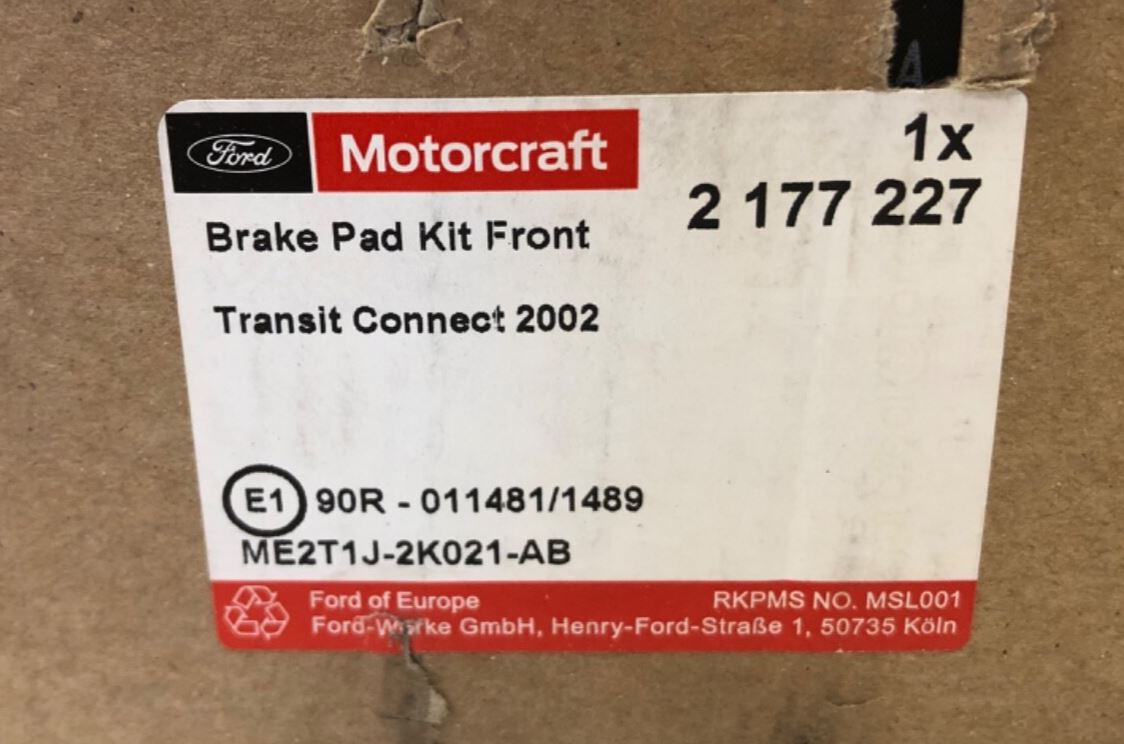 Ford Motorcraft
1x
2 177 227
Brake Pad Kit Front
Transit Connect 2002
E1 90R - 011481/1489
ME2T1J-2K021-AB
Ford of Europe RKPMS NO. MSL001
Ford-Werke GmbH, Henry-Ford-Straße 1, 50735 Köln
A